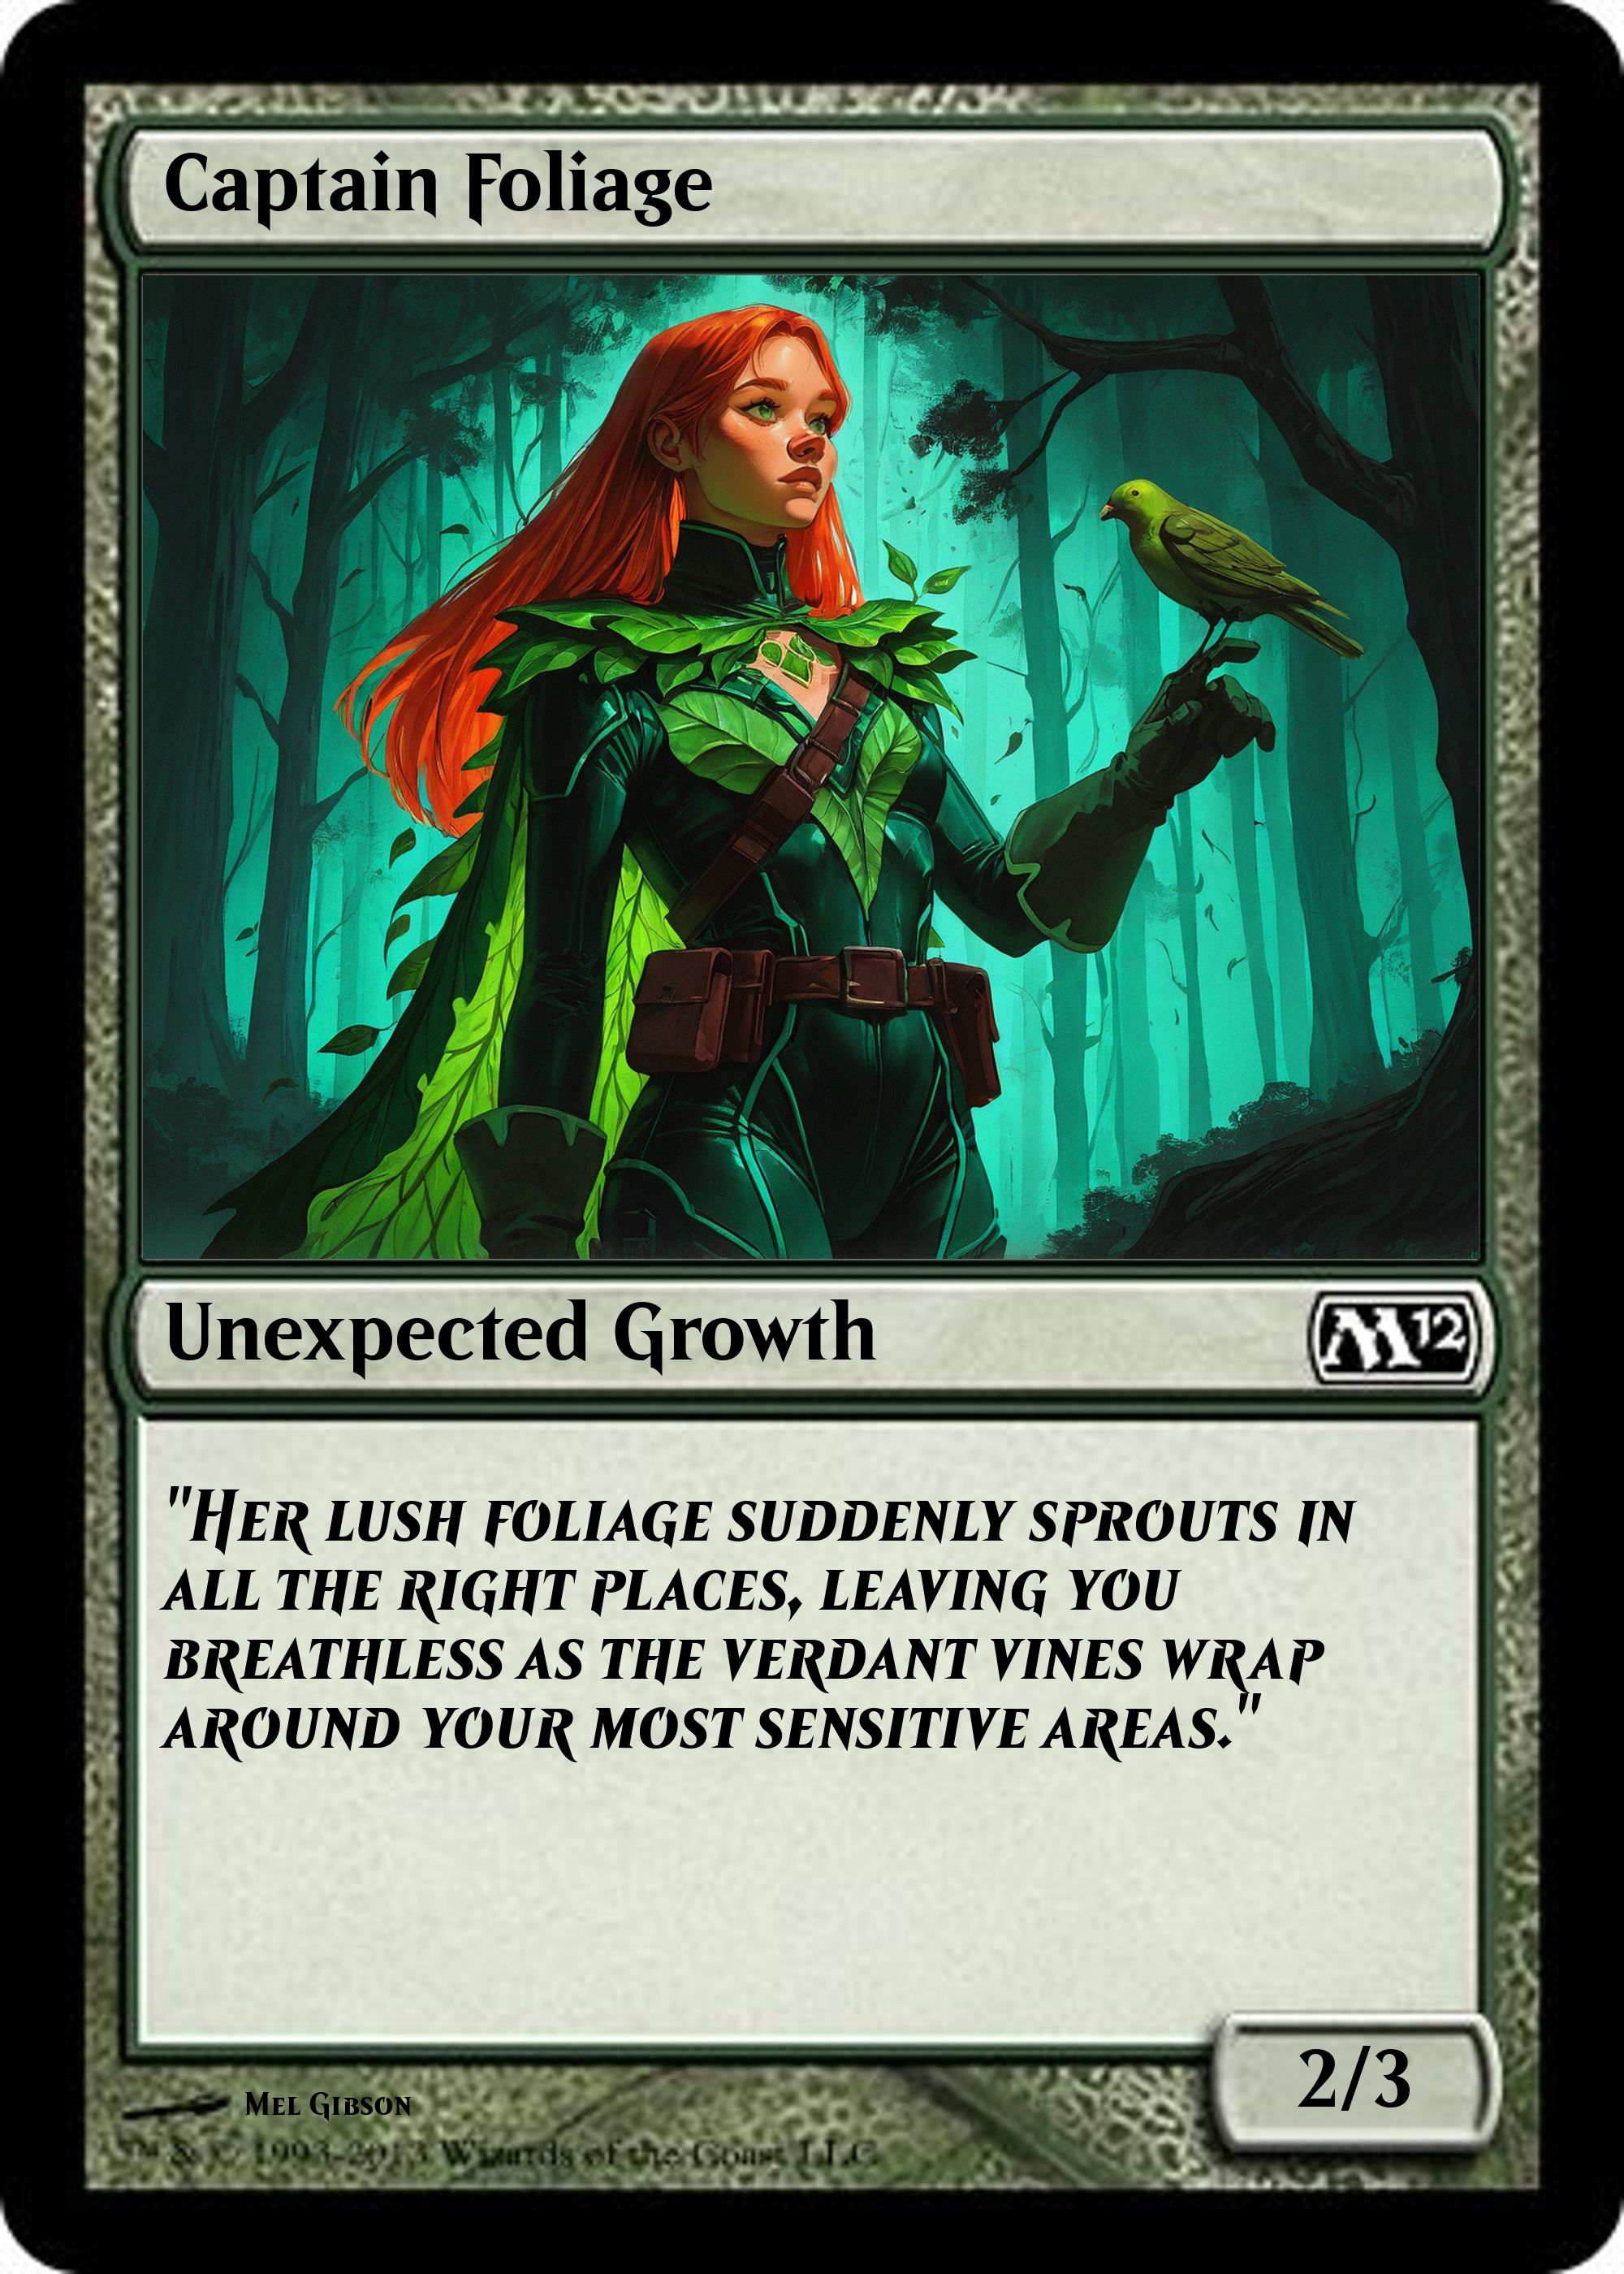 Captain Foliage
Unexpected Growth
M12
"Her lush foliage suddenly sprouts in
all the right places, leaving you
breathless as the verdant vines wrap
around your most sensitive areas."
2/3
Mel Gibson
™ & © 1993-2013 Wizards of the Coast LLC